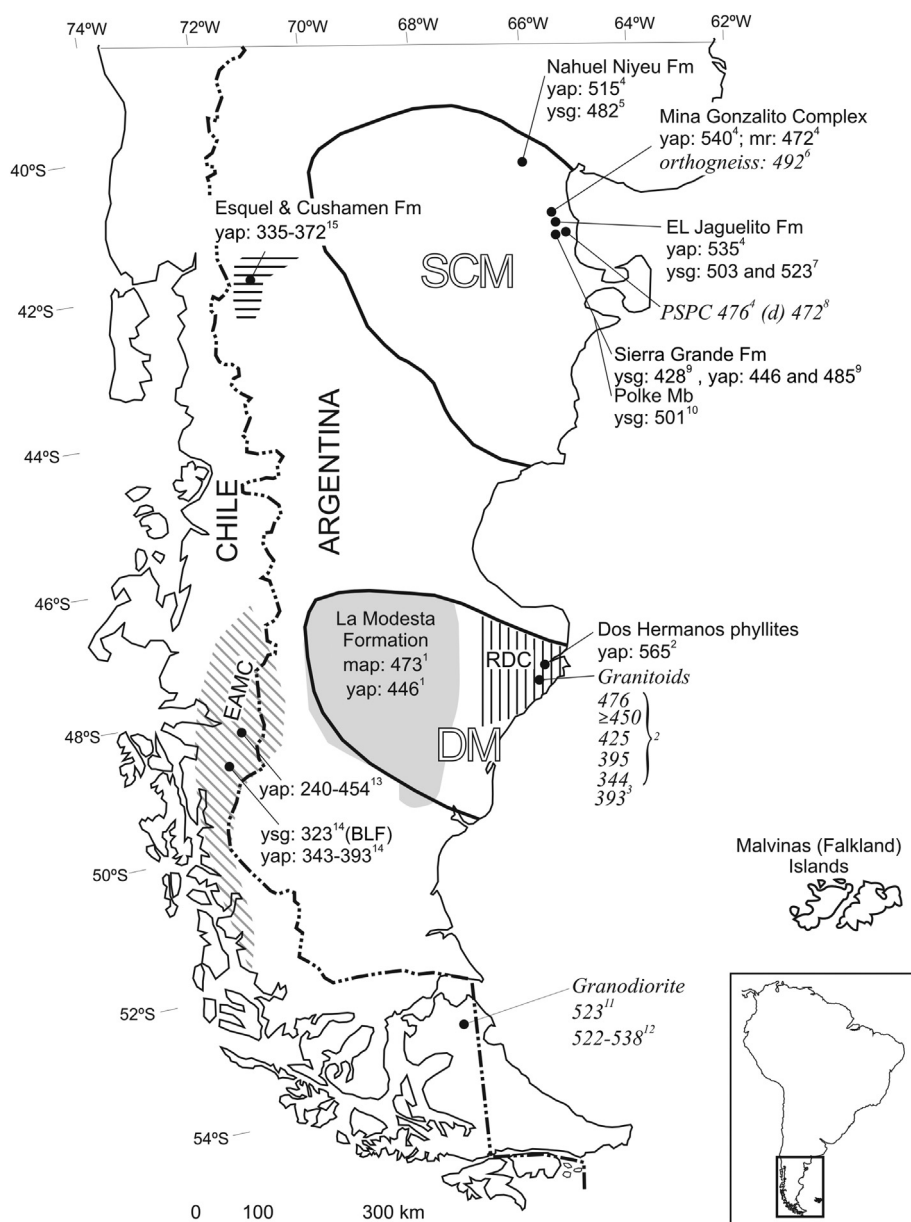 74ºW 72ºW 70ºW 68ºW 66ºW 64ºW 62ºW
Nahuel Niyeu Fm
yap: 515⁴
ysg: 482⁵
Mina Gonzalito Complex
yap: 540⁴; mr: 472⁴
orthogneiss: 492⁶
40ºS
Esquel & Cushamen Fm
yap: 335-372¹⁵
EL Jaguelito Fm
yap: 535⁴
ysg: 503 and 523⁷
SCM
42ºS
PSPC 476⁴ (d) 472⁸
Sierra Grande Fm
ysg: 428⁹ , yap: 446 and 485⁹
Polke Mb
ysg: 501¹⁰
44ºS
CHILE
ARGENTINA
46ºS
La Modesta
Formation
map: 473¹
yap: 446¹
RDC
Dos Hermanos phyllites
yap: 565²
Granitoids
476
≥450
425
395
344
²
393³
EAMC
48ºS
DM
yap: 240-454¹³
ysg: 323¹⁴(BLF)
yap: 343-393¹⁴
50ºS
Malvinas (Falkland)
Islands
52ºS
Granodiorite
523¹¹
522-538¹²
54ºS
0 100 300 km